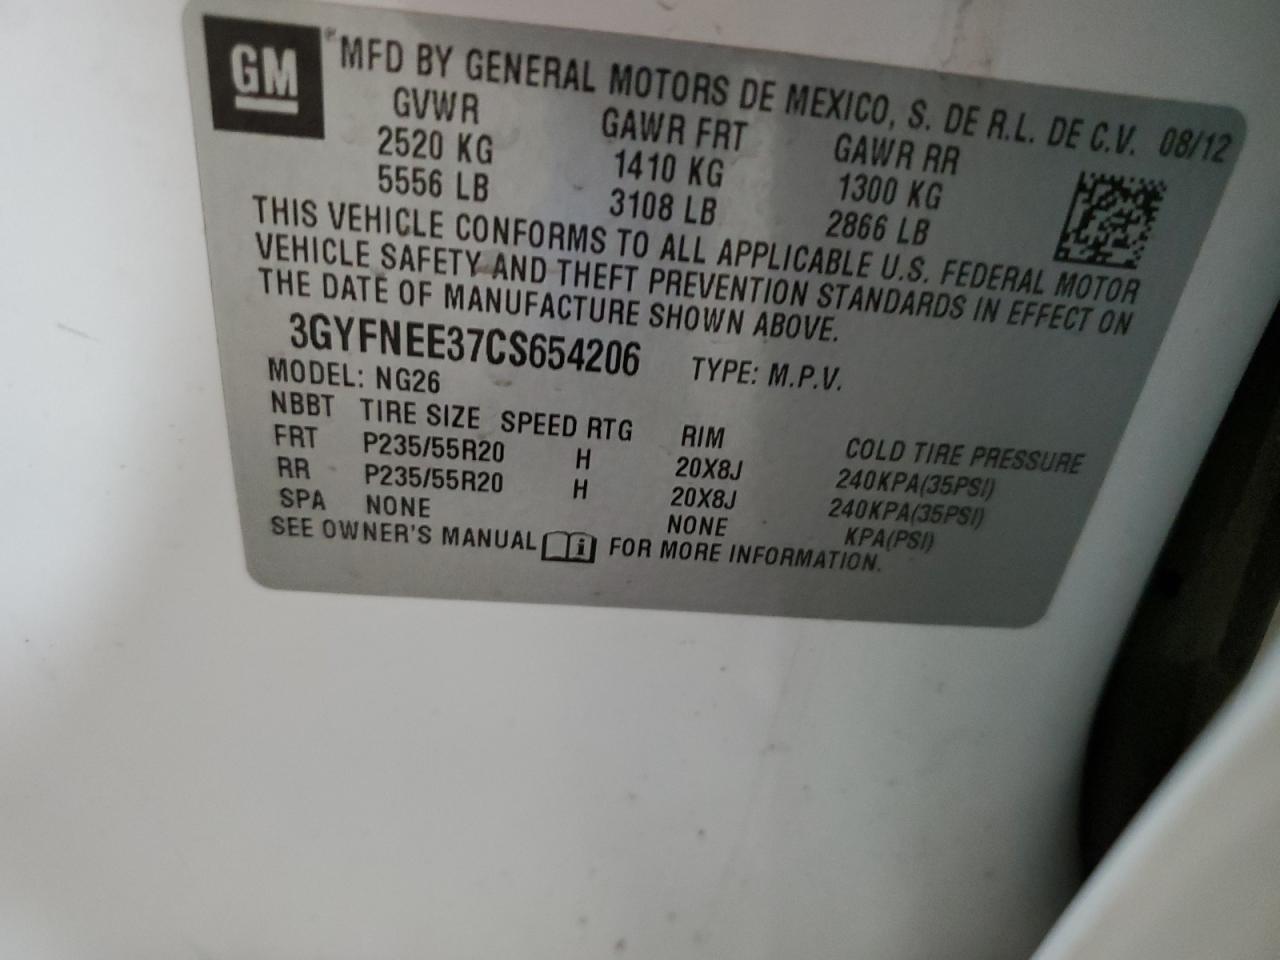 GM ® MFD BY GENERAL MOTORS DE MEXICO, S. DE R.L. DE C.V. 08/12
GVWR GAWR FRT GAWR RR
2520 KG 1410 KG 1300 KG
5556 LB 3108 LB 2866 LB
THIS VEHICLE CONFORMS TO ALL APPLICABLE U.S. FEDERAL MOTOR
VEHICLE SAFETY AND THEFT PREVENTION STANDARDS IN EFFECT ON
THE DATE OF MANUFACTURE SHOWN ABOVE.
3GYFNEE37CS654206 TYPE: M.P.V.
MODEL: NG26
NBBT TIRE SIZE SPEED RTG RIM COLD TIRE PRESSURE
FRT P235/55R20 H 20X8J 240KPA(35PSI)
RR P235/55R20 H 20X8J 240KPA(35PSI)
SPA NONE NONE KPA(PSI)
SEE OWNER'S MANUAL i FOR MORE INFORMATION.